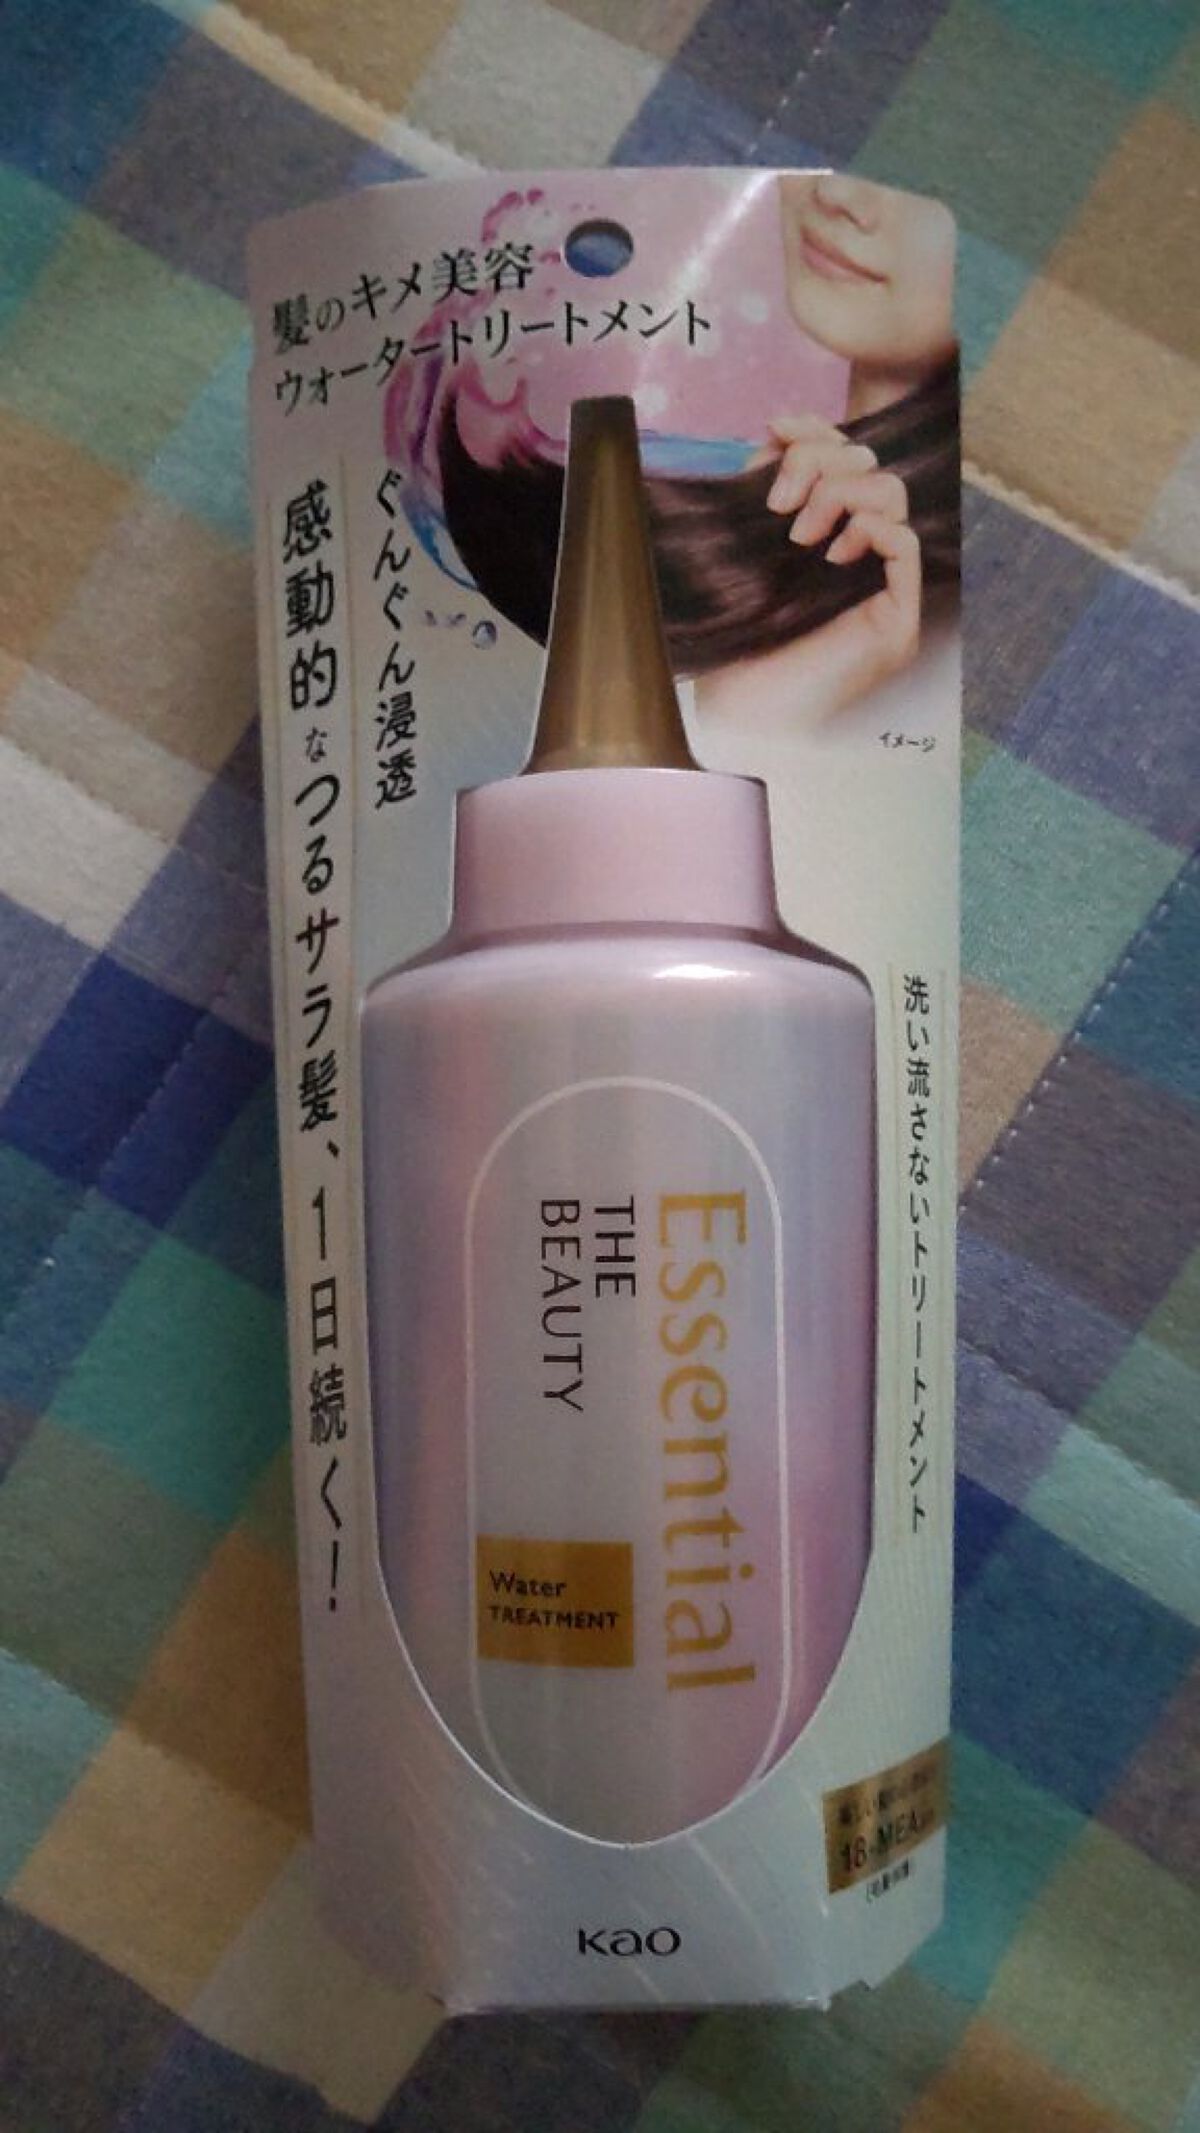 髪のキメ美容
ウォータートリートメント
ぐんぐん浸透
感動的なつるサラ髪、1日続く!
イメージ
洗い流さないトリートメント
Essential
THE
BEAUTY
Water
TREATMENT
18-MEA
Kao